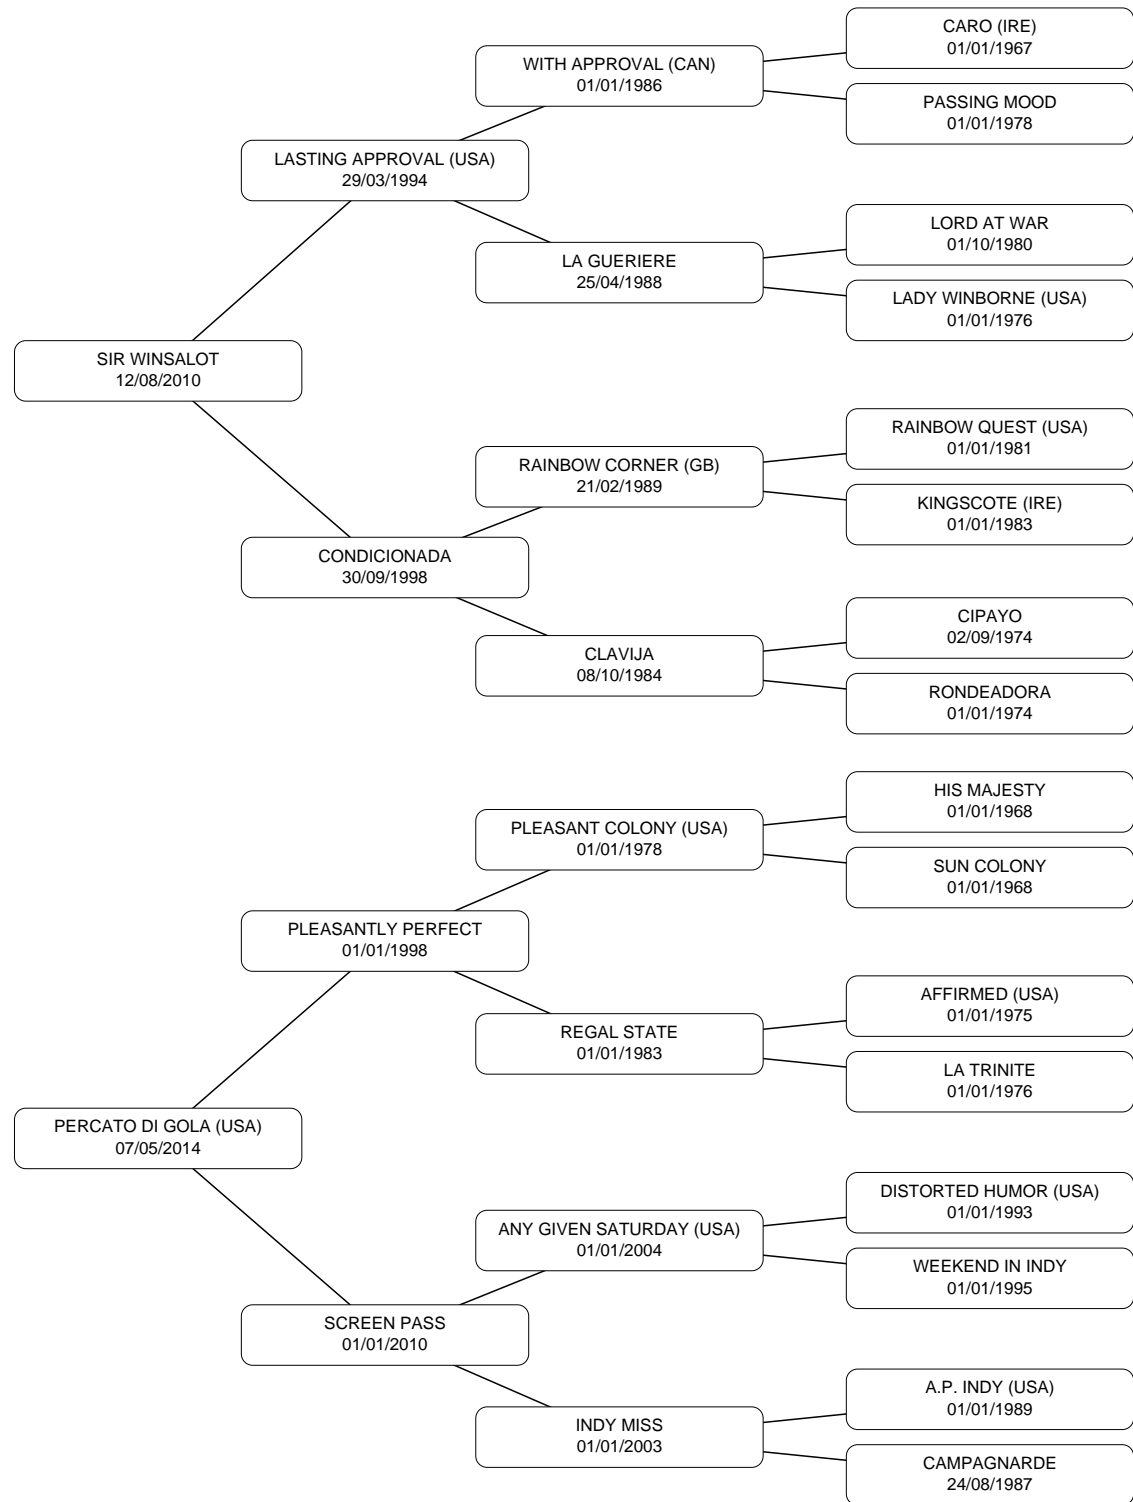 CARO (IRE)
01/01/1967
WITH APPROVAL (CAN)
01/01/1986
PASSING MOOD
01/01/1978
LASTING APPROVAL (USA)
29/03/1994
LORD AT WAR
01/10/1980
LA GUERIERE
25/04/1988
LADY WINBORNE (USA)
01/01/1976
SIR WINSALOT
12/08/2010
RAINBOW QUEST (USA)
01/01/1981
RAINBOW CORNER (GB)
21/02/1989
KINGSCOTE (IRE)
01/01/1983
CONDICIONADA
30/09/1998
CIPAYO
02/09/1974
CLAVIJA
08/10/1984
RONDEADORA
01/01/1974
HIS MAJESTY
01/01/1968
PLEASANT COLONY (USA)
01/01/1978
SUN COLONY
01/01/1968
PLEASANTLY PERFECT
01/01/1998
AFFIRMED (USA)
01/01/1975
REGAL STATE
01/01/1983
LA TRINITE
01/01/1976
PERCATO DI GOLA (USA)
07/05/2014
DISTORTED HUMOR (USA)
01/01/1993
ANY GIVEN SATURDAY (USA)
01/01/2004
WEEKEND IN INDY
01/01/1995
SCREEN PASS
01/01/2010
A.P. INDY (USA)
01/01/1989
INDY MISS
01/01/2003
CAMPAGNARDE
24/08/1987